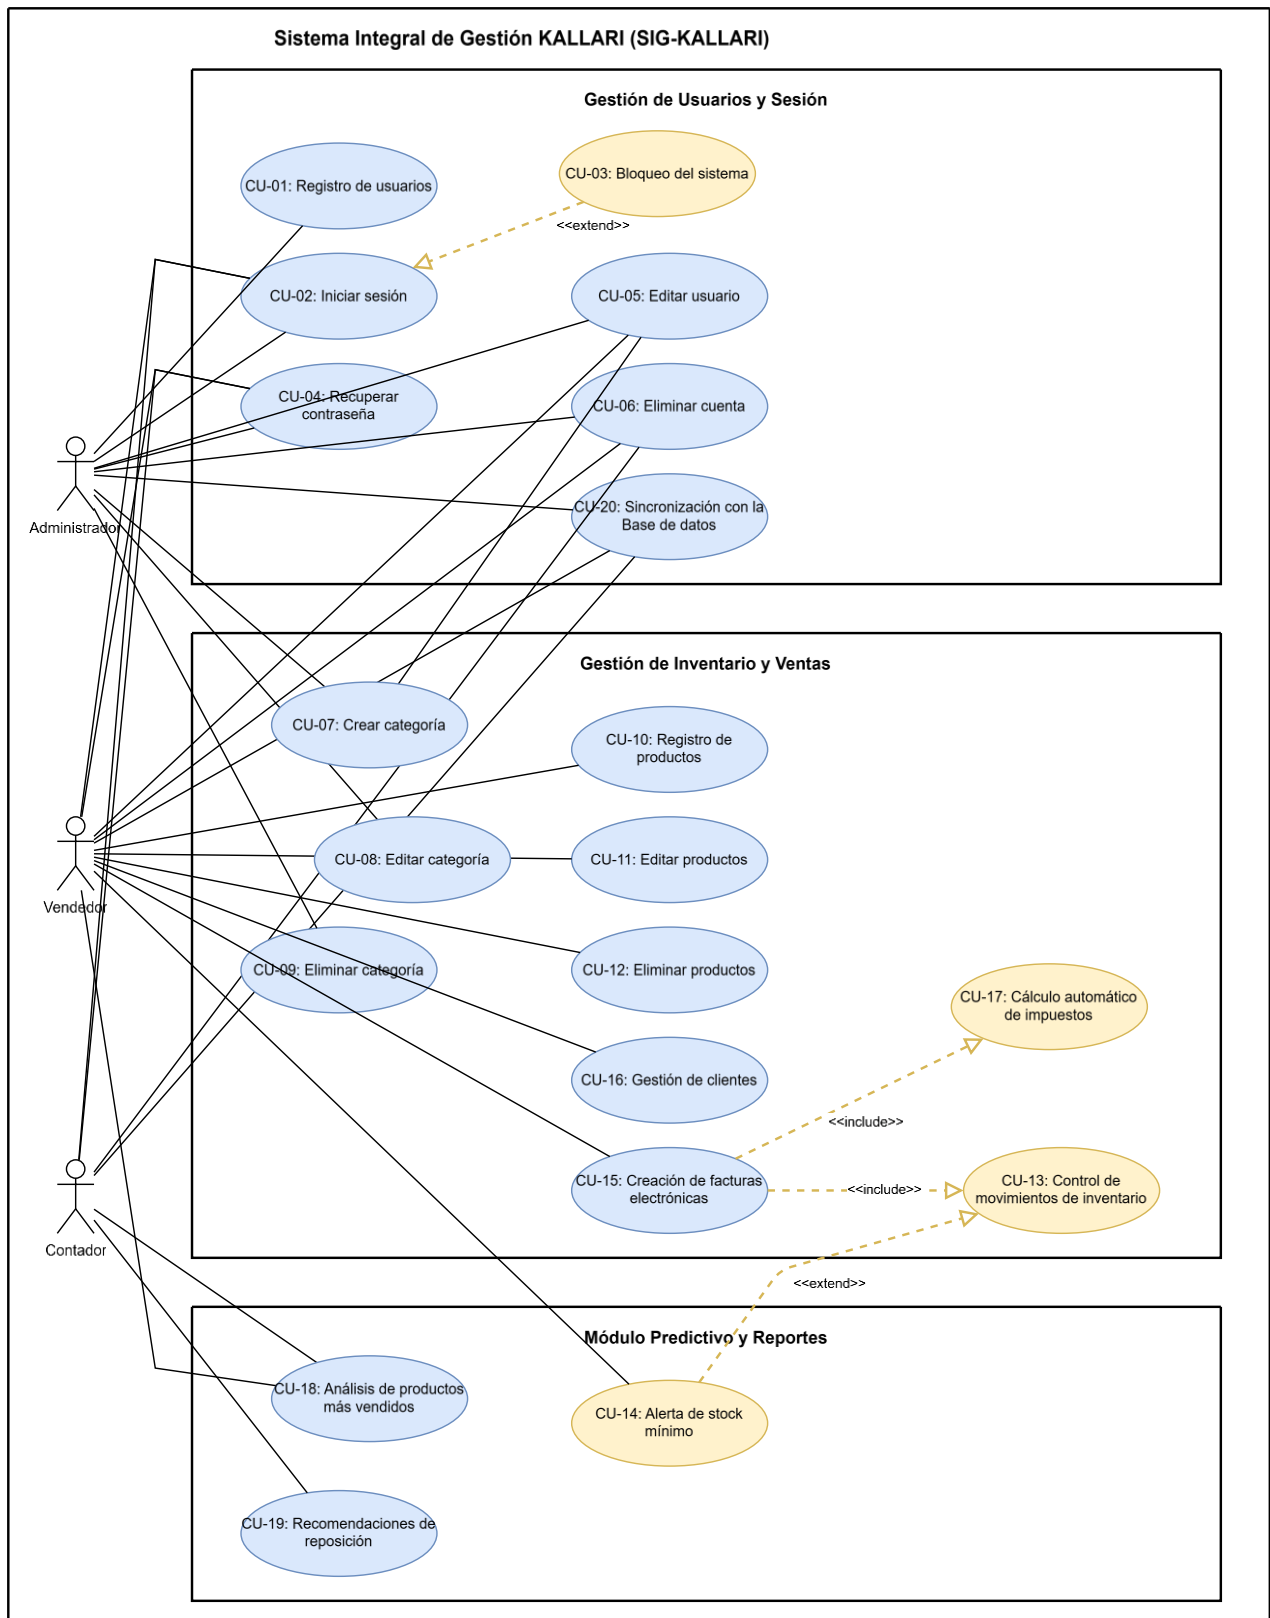 Sistema Integral de Gestión KALLARI (SIG-KALLARI)
Gestión de Usuarios y Sesión
CU-01: Registro de usuarios
CU-03: Bloqueo del sistema
<<extend>>
CU-02: Iniciar sesión
CU-05: Editar usuario
CU-04: Recuperar
contraseña
CU-06: Eliminar cuenta
CU-20: Sincronización con la
Base de datos
Administrador
Gestión de Inventario y Ventas
CU-07: Crear categoría
CU-10: Registro de
productos
CU-08: Editar categoría
CU-11: Editar productos
Vendedor
CU-09: Eliminar categoría
CU-12: Eliminar productos
CU-17: Cálculo automático
de impuestos
CU-16: Gestión de clientes
<<include>>
CU-15: Creación de facturas
electrónicas
<<include>>
CU-13: Control de
movimientos de inventario
Contador
<<extend>>
Módulo Predictivo y Reportes
CU-18: Análisis de productos
más vendidos
CU-14: Alerta de stock
mínimo
CU-19: Recomendaciones de
reposición